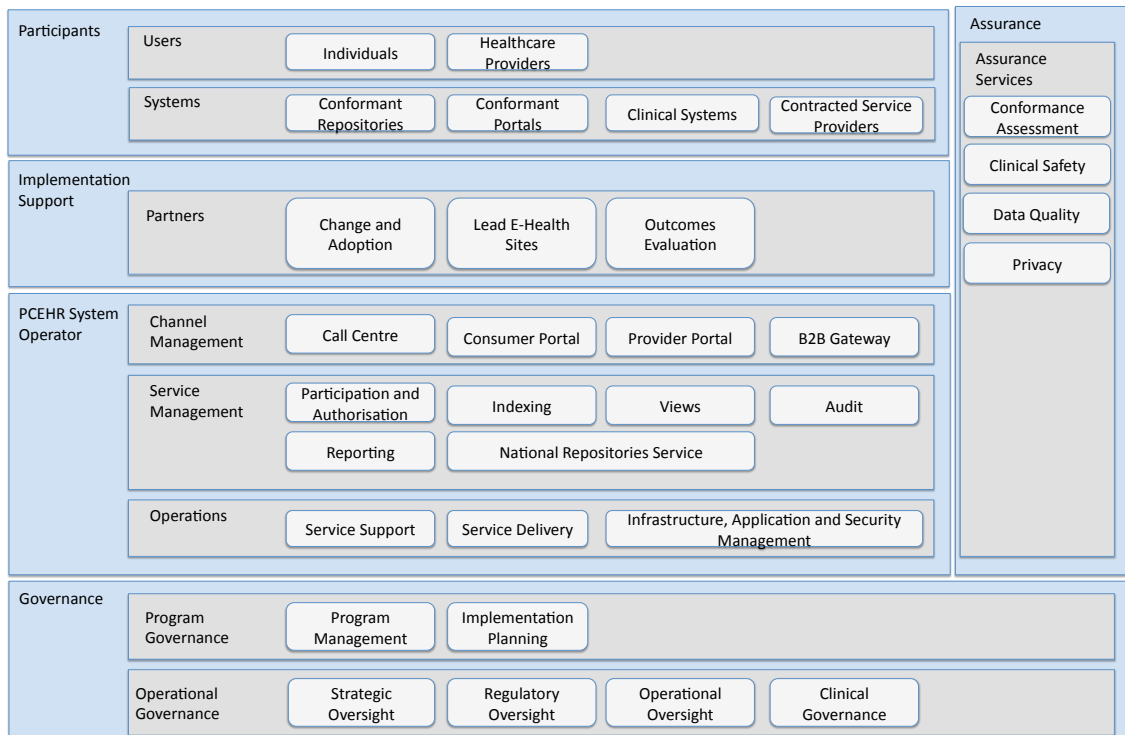 Participants
Users
Individuals
Healthcare
Providers
Systems
Conformant
Repositories
Conformant
Portals
Clinical Systems
Contracted Service
Providers
Implementation
Support
Partners
Change and
Adoption
Lead E-Health
Sites
Outcomes
Evaluation
PCEHR System
Operator
Channel
Management
Call Centre
Consumer Portal
Provider Portal
B2B Gateway
Service
Management
Participation and
Authorisation
Indexing
Views
Audit
Reporting
National Repositories Service
Operations
Service Support
Service Delivery
Infrastructure, Application and Security
Management
Assurance
Assurance
Services
Conformance
Assessment
Clinical Safety
Data Quality
Privacy
Governance
Program
Governance
Program
Management
Implementation
Planning
Operational
Governance
Strategic
Oversight
Regulatory
Oversight
Operational
Oversight
Clinical
Governance